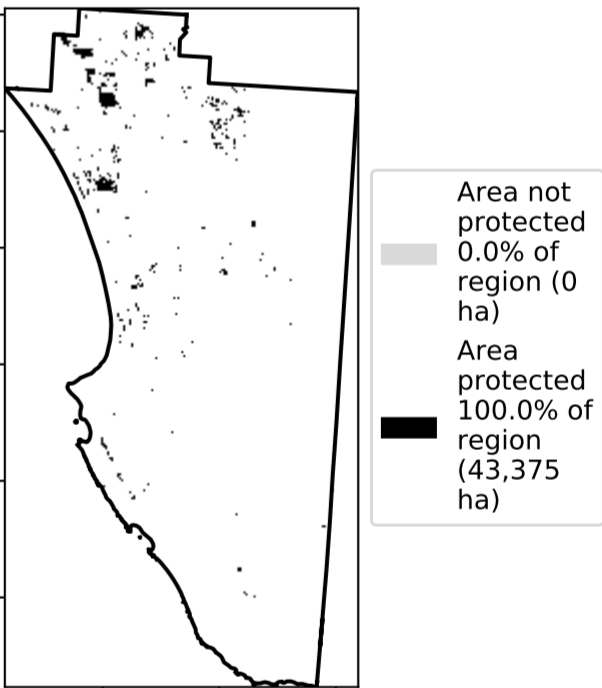 Area not
protected
0.0% of
region (0
ha)
Area
protected
100.0% of
region
(43,375
ha)